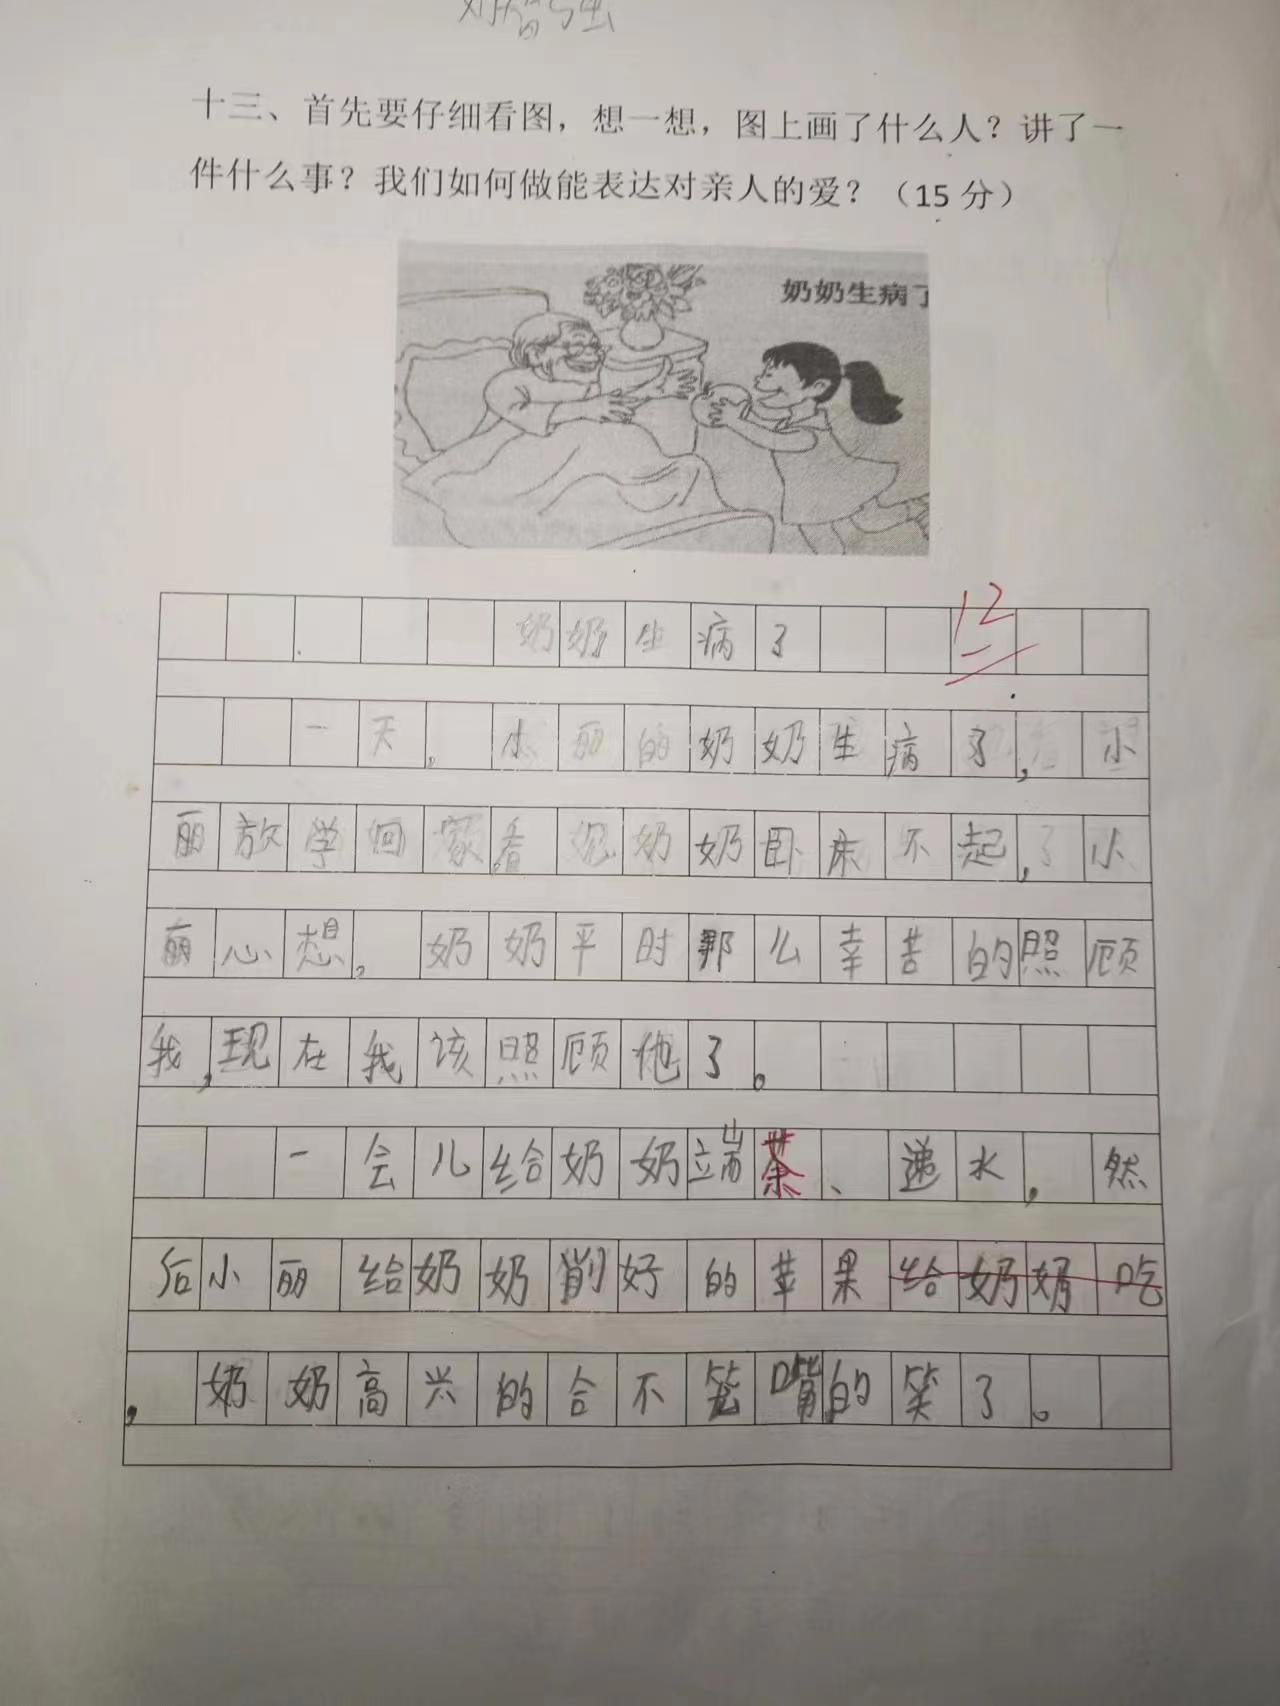 十三、首先要仔细看图，想一想，图上画了什么人？讲了一
件什么事？我们如何做能表达对亲人的爱？（15 分）
奶奶生病了
奶奶生病了
12
一天，小丽的奶奶生病了，小
丽放学回家，看见奶奶卧床不起，了小
丽心想，奶奶平时那么幸苦的照顾
我，现在我该照顾他了。
一会儿给奶奶端茶、递水，然
后小丽给奶奶削好的苹果给奶奶吃
，奶奶高兴的合不笼嘴的笑了。